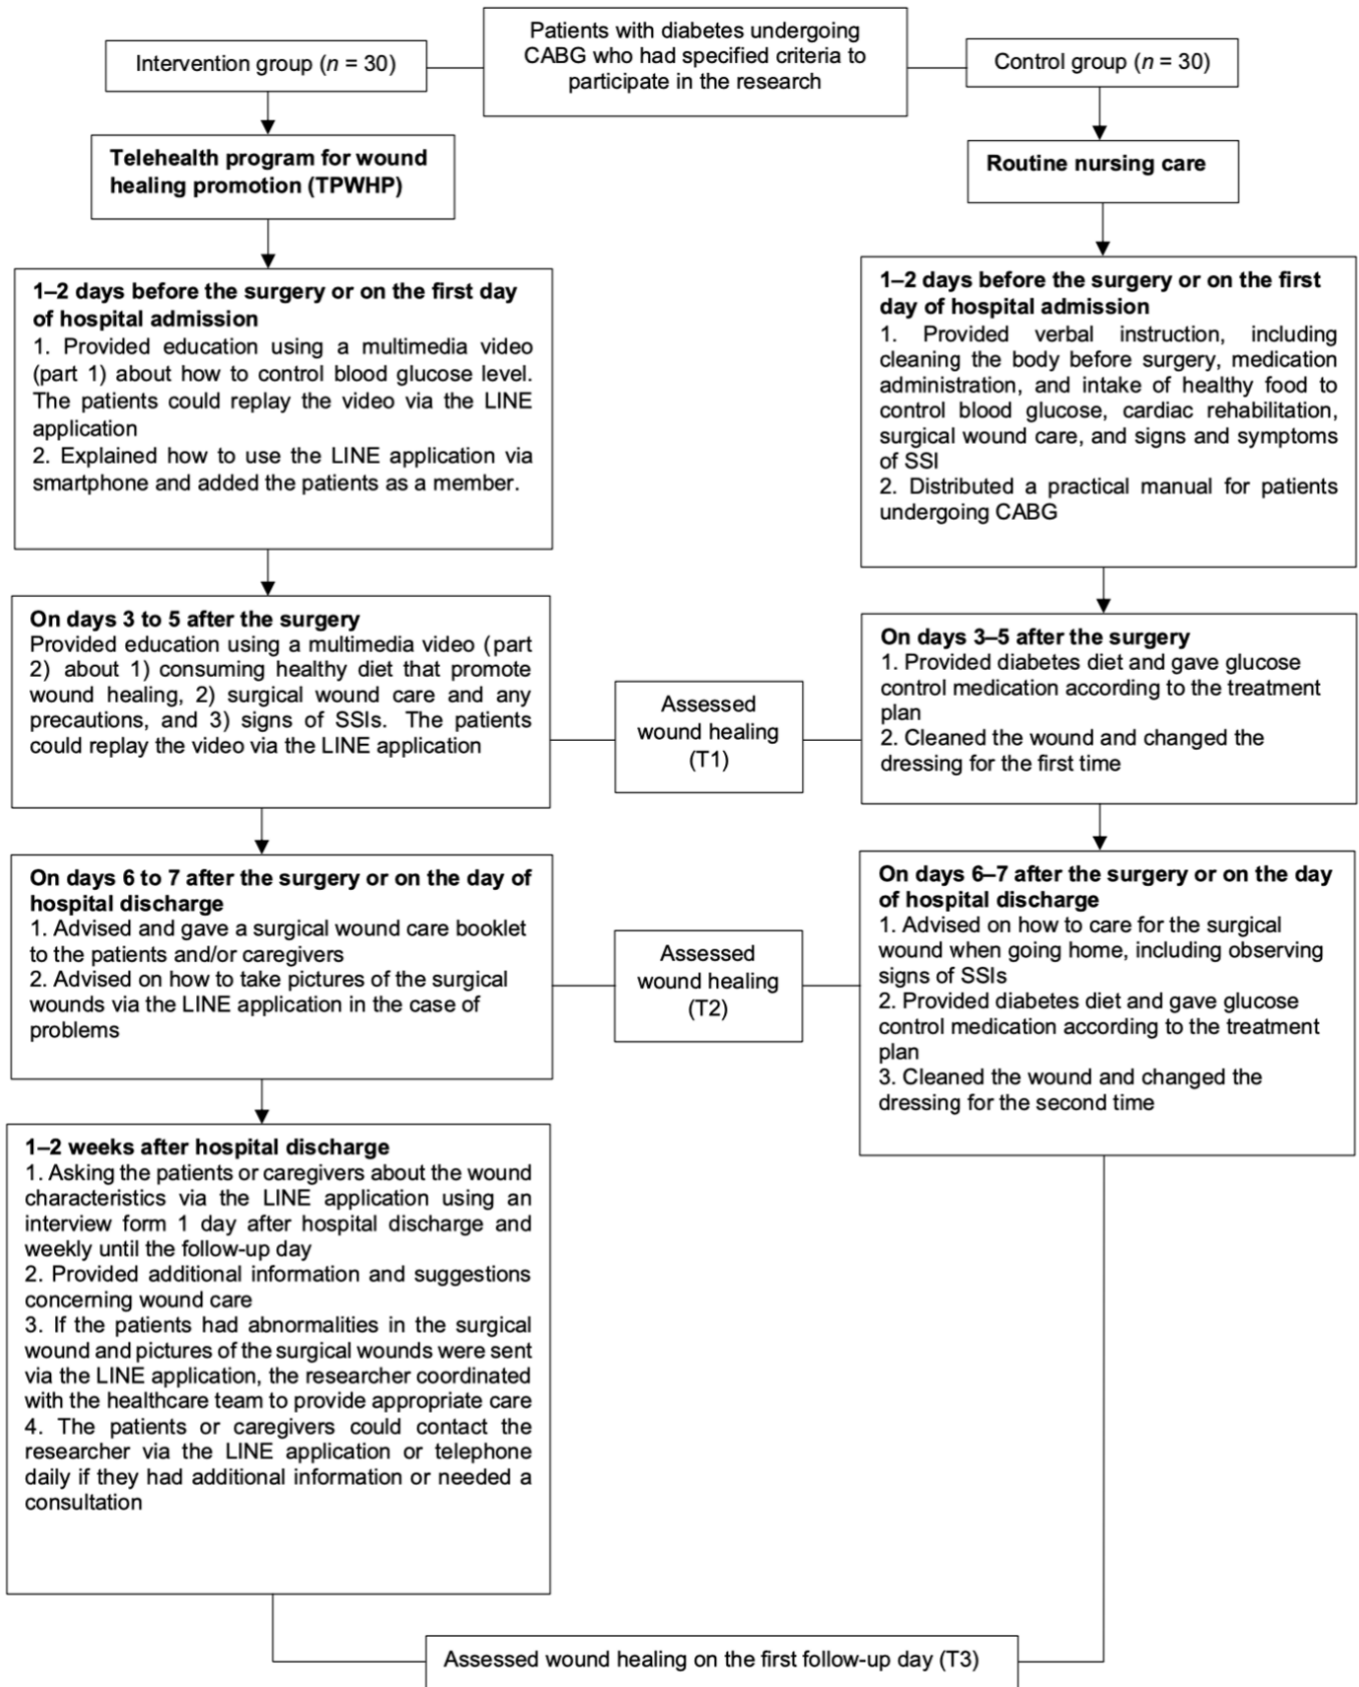 Patients with diabetes undergoing
CABG who had specified criteria to
participate in the research
Intervention group (n = 30)
Control group (n = 30)
Telehealth program for wound
healing promotion (TPWHP)
Routine nursing care
1–2 days before the surgery or on the first day
of hospital admission
1. Provided education using a multimedia video
(part 1) about how to control blood glucose level.
The patients could replay the video via the LINE
application
2. Explained how to use the LINE application via
smartphone and added the patients as a member.
1–2 days before the surgery or on the first
day of hospital admission
1. Provided verbal instruction, including
cleaning the body before surgery, medication
administration, and intake of healthy food to
control blood glucose, cardiac rehabilitation,
surgical wound care, and signs and symptoms
of SSI
2. Distributed a practical manual for patients
undergoing CABG
On days 3 to 5 after the surgery
Provided education using a multimedia video (part
2) about 1) consuming healthy diet that promote
wound healing, 2) surgical wound care and any
precautions, and 3) signs of SSIs. The patients
could replay the video via the LINE application
Assessed
wound healing
(T1)
On days 3–5 after the surgery
1. Provided diabetes diet and gave glucose
control medication according to the treatment
plan
2. Cleaned the wound and changed the
dressing for the first time
On days 6 to 7 after the surgery or on the day of
hospital discharge
1. Advised and gave a surgical wound care booklet
to the patients and/or caregivers
2. Advised on how to take pictures of the surgical
wounds via the LINE application in the case of
problems
Assessed
wound healing
(T2)
On days 6–7 after the surgery or on the day
of hospital discharge
1. Advised on how to care for the surgical
wound when going home, including observing
signs of SSIs
2. Provided diabetes diet and gave glucose
control medication according to the treatment
plan
3. Cleaned the wound and changed the
dressing for the second time
1–2 weeks after hospital discharge
1. Asking the patients or caregivers about the wound
characteristics via the LINE application using an
interview form 1 day after hospital discharge and
weekly until the follow-up day
2. Provided additional information and suggestions
concerning wound care
3. If the patients had abnormalities in the surgical
wound and pictures of the surgical wounds were sent
via the LINE application, the researcher coordinated
with the healthcare team to provide appropriate care
4. The patients or caregivers could contact the
researcher via the LINE application or telephone
daily if they had additional information or needed a
consultation
Assessed wound healing on the first follow-up day (T3)